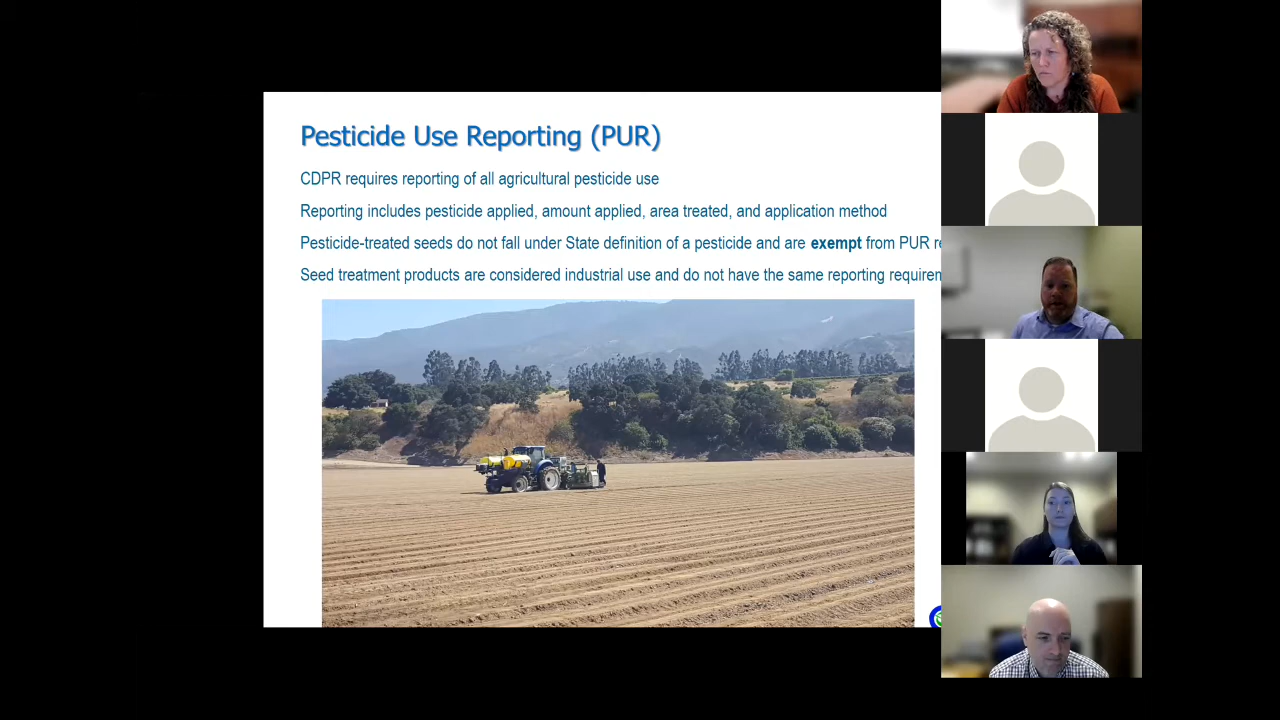 Pesticide Use Reporting (PUR)
CDPR requires reporting of all agricultural pesticide use
Reporting includes pesticide applied, amount applied, area treated, and application method
Pesticide-treated seeds do not fall under State definition of a pesticide and are exempt from PUR
Seed treatment products are considered industrial use and do not have the same reporting